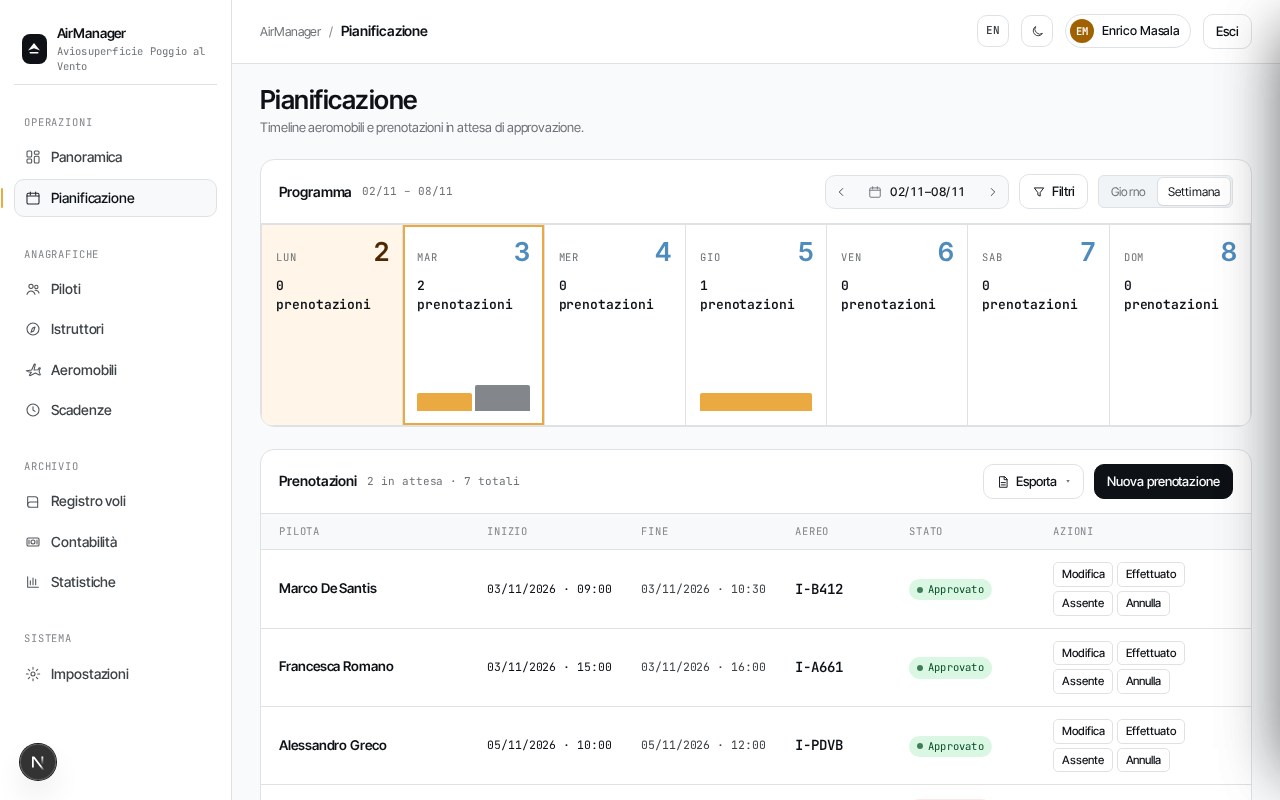 AirManager
Aviosuperficie Poggio al
Vento
OPERAZIONI
Panoramica
Pianificazione
ANAGRAFICHE
Piloti
Istruttori
Aeromobili
Scadenze
ARCHIVIO
Registro voli
Contabilità
Statistiche
SISTEMA
Impostazioni
N
AirManager / Pianificazione
EN
EM Enrico Masala
Esci
Pianificazione
Timeline aeromobili e prenotazioni in attesa di approvazione.
Programma 02/11 – 08/11
02/11–08/11
Filtri
Giorno Settimana
LUN 2
0
prenotazioni
MAR 3
2
prenotazioni
MER 4
0
prenotazioni
GIO 5
1
prenotazioni
VEN 6
0
prenotazioni
SAB 7
0
prenotazioni
DOM 8
0
prenotazioni
Prenotazioni 2 in attesa · 7 totali
Esporta
Nuova prenotazione
PILOTA INIZIO FINE AEREO STATO AZIONI
Marco De Santis 03/11/2026 · 09:00 03/11/2026 · 10:30 I-B412 Approvato Modifica Effettuato
Assente Annulla
Francesca Romano 03/11/2026 · 15:00 03/11/2026 · 16:00 I-A661 Approvato Modifica Effettuato
Assente Annulla
Alessandro Greco 05/11/2026 · 10:00 05/11/2026 · 12:00 I-PDVB Approvato Modifica Effettuato
Assente Annulla